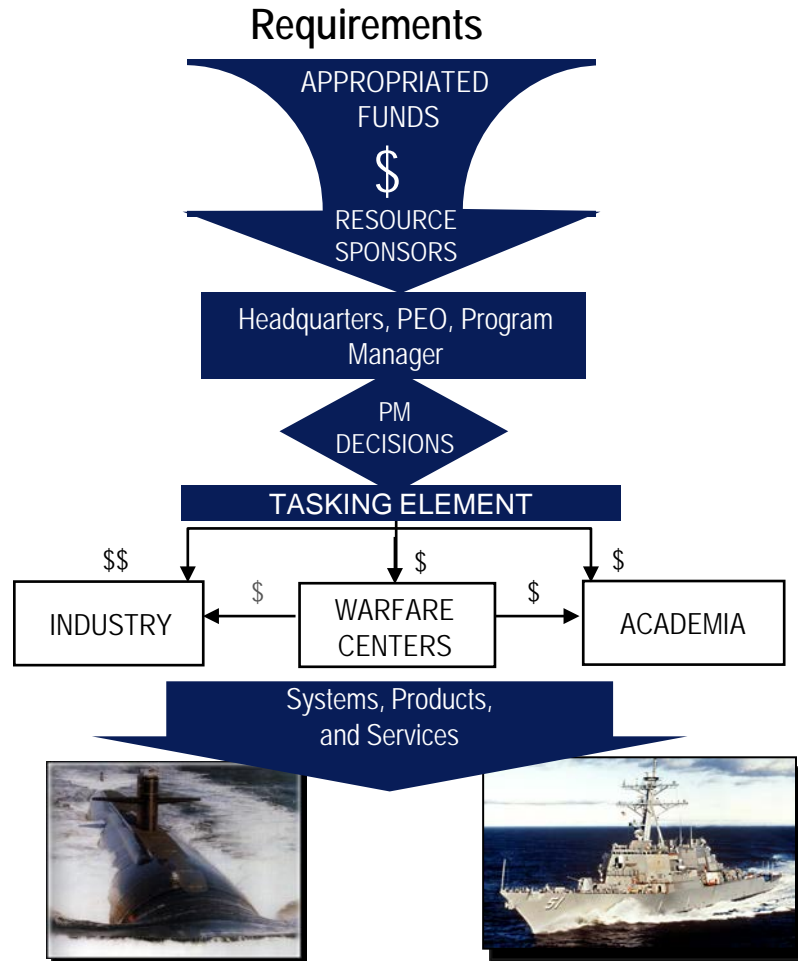 Requirements
APPROPRIATED
FUNDS
$
RESOURCE
SPONSORS
Headquarters, PEO, Program
Manager
PM
DECISIONS
TASKING ELEMENT
$$
$
$
INDUSTRY
$
WARFARE
CENTERS
$
ACADEMIA
Systems, Products,
and Services
51